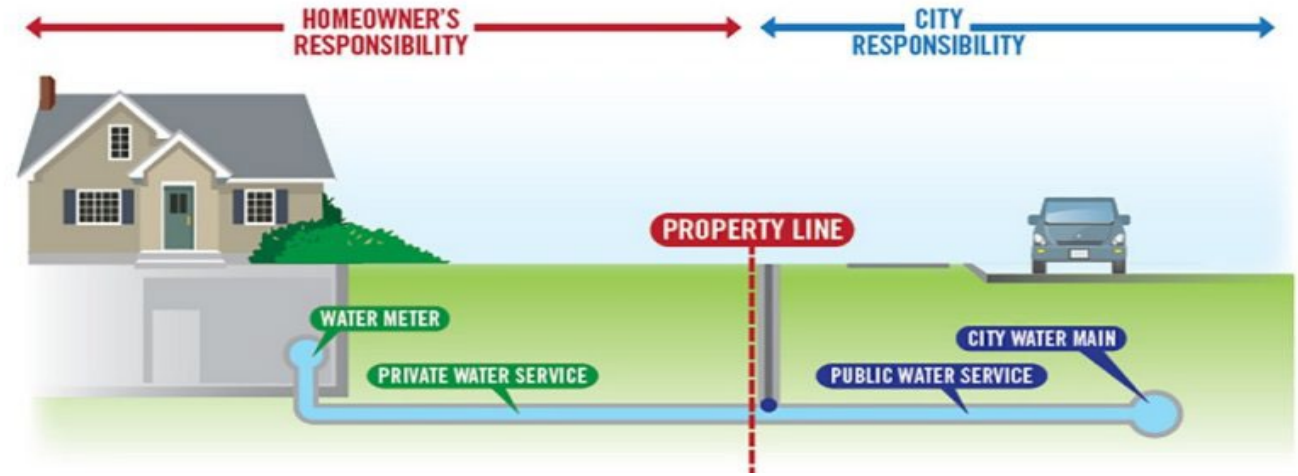 HOMEOWNER'S
RESPONSIBILITY
CITY
RESPONSIBILITY
PROPERTY LINE
WATER METER
CITY WATER MAIN
PRIVATE WATER SERVICE
PUBLIC WATER SERVICE